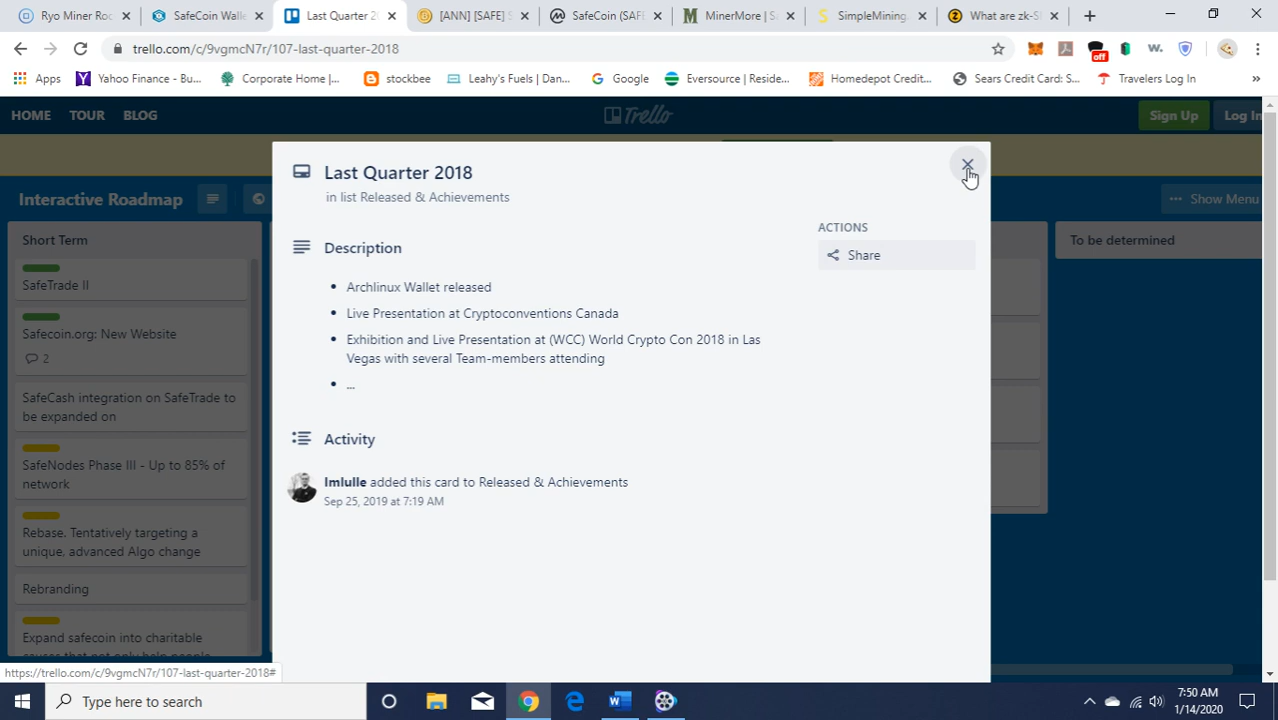 Ryo Miner Ro
SafeCoin Walle
Last Quarter 2
[ANN] [SAFE] S
SafeCoin (SAF
MinerMore | Sa
SimpleMining.
What are zk-S
trello.com/c/9vgmcN7r/107-last-quarter-2018
off
w.
Apps
Yahoo Finance - Bu...
Corporate Home |...
stockbee
Leahy's Fuels | Dan...
Google
Eversource | Reside...
Homedepot Credit...
Sears Credit Card: S...
Travelers Log In
HOME TOUR BLOG
Trello
Sign Up
Log In
Interactive Roadmap
Show Menu
Short Term
SafeTrade II
Safecoin.org: New Website
2
SafeCash integration on SafeTrade to
be expanded on
SafeNodes Phase III - Up to 85% of
network
Rebase. Tentatively targeting a
unique, advanced Algo change
Rebranding
Expand safecoin into charitable
Last Quarter 2018
in list Released & Achievements
Description
• Archlinux Wallet released
• Live Presentation at Cryptoconventions Canada
• Exhibition and Live Presentation at (WCC) World Crypto Con 2018 in Las
Vegas with several Team-members attending
• ...
Activity
Imlulle added this card to Released & Achievements
Sep 25, 2019 at 7:19 AM
ACTIONS
Share
To be determined
https://trello.com/c/9vgmcN7r/107-last-quarter-2018#
Type here to search
7:50 AM
1/14/2020